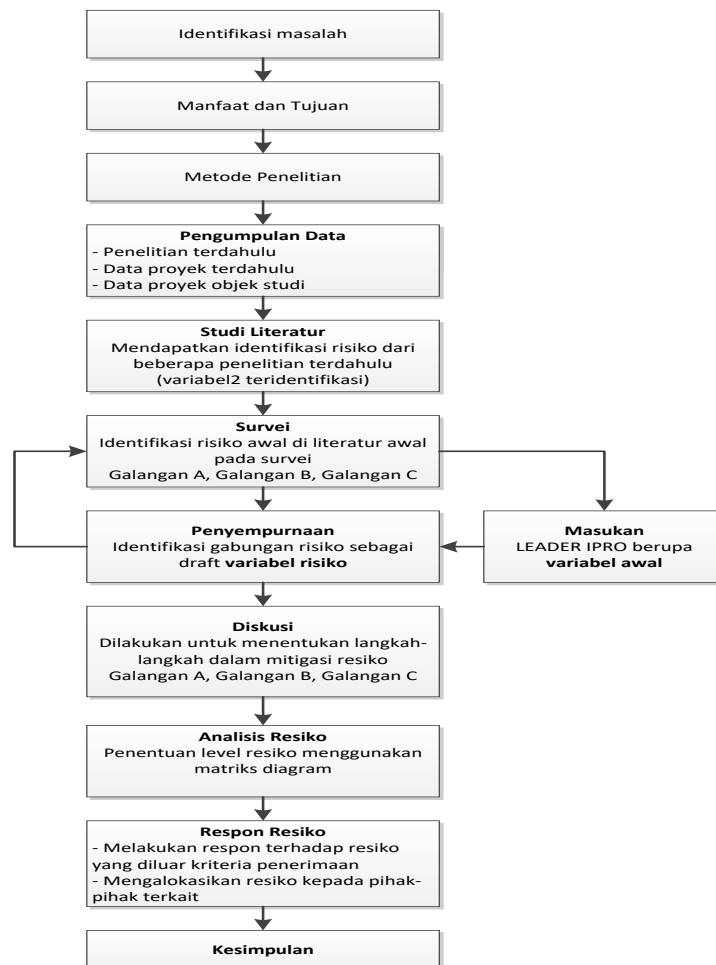 Identifikasi masalah
Manfaat dan Tujuan
Metode Penelitian
Pengumpulan Data
- Penelitian terdahulu
- Data proyek terdahulu
- Data proyek objek studi
Studi Literatur
Mendapatkan identifikasi risiko dari
beberapa penelitian terdahulu
(variabel2 teridentifikasi)
Survei
Identifikasi risiko awal di literatur awal
pada survei
Galangan A, Galangan B, Galangan C
Penyempurnaan
Identifikasi gabungan risiko sebagai
draft variabel risiko
Masukan
LEADER IPRO berupa
variabel awal
Diskusi
Dilakukan untuk menentukan langkah-
langkah dalam mitigasi resiko
Galangan A, Galangan B, Galangan C
Analisis Resiko
Penentuan level resiko menggunakan
matriks diagram
Respon Resiko
- Melakukan respon terhadap resiko
yang diluar kriteria penerimaan
- Mengalokasikan resiko kepada pihak-
pihak terkait
Kesimpulan